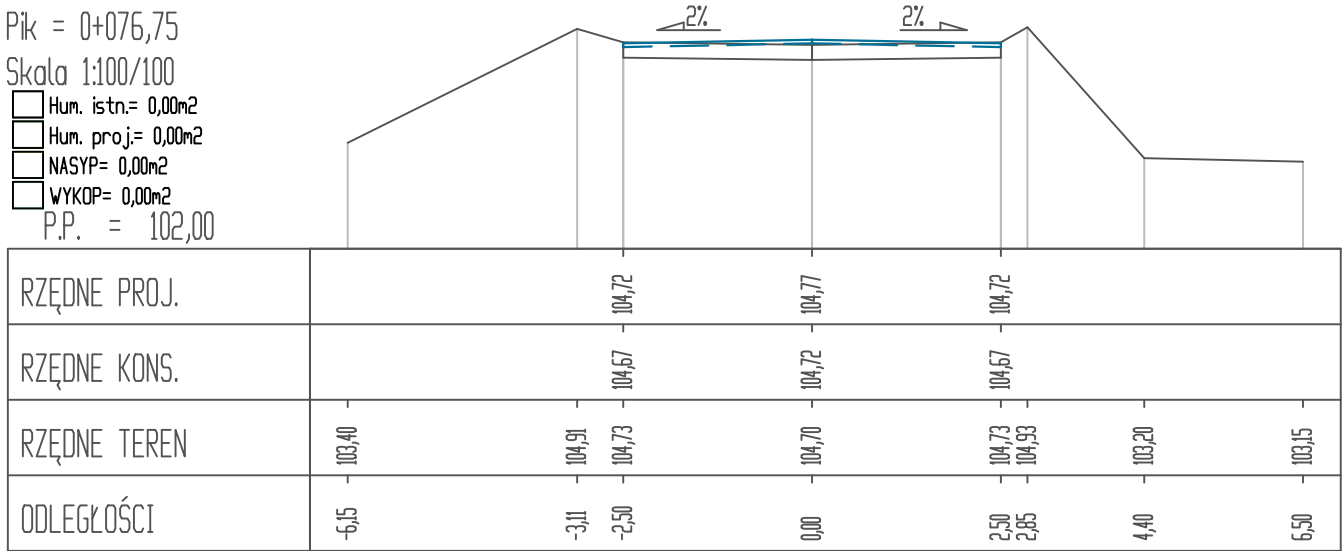 Pik = 0+076,75
2% 2%
Skala 1:100/100
Hum. istn.= 0,00m2
Hum. proj.= 0,00m2
NASYP= 0,00m2
WYKOP= 0,00m2
P.P. = 102,00
RZĘDNE PROJ. 104,72 104,77 104,72
RZĘDNE KONS. 104,67 104,72 104,67
RZĘDNE TEREN 103,40 104,91 104,73 104,70 104,73 104,93 103,20 103,15
ODLEGŁOŚCI -6,15 -3,11 -2,50 0,00 2,50 2,85 4,40 6,50